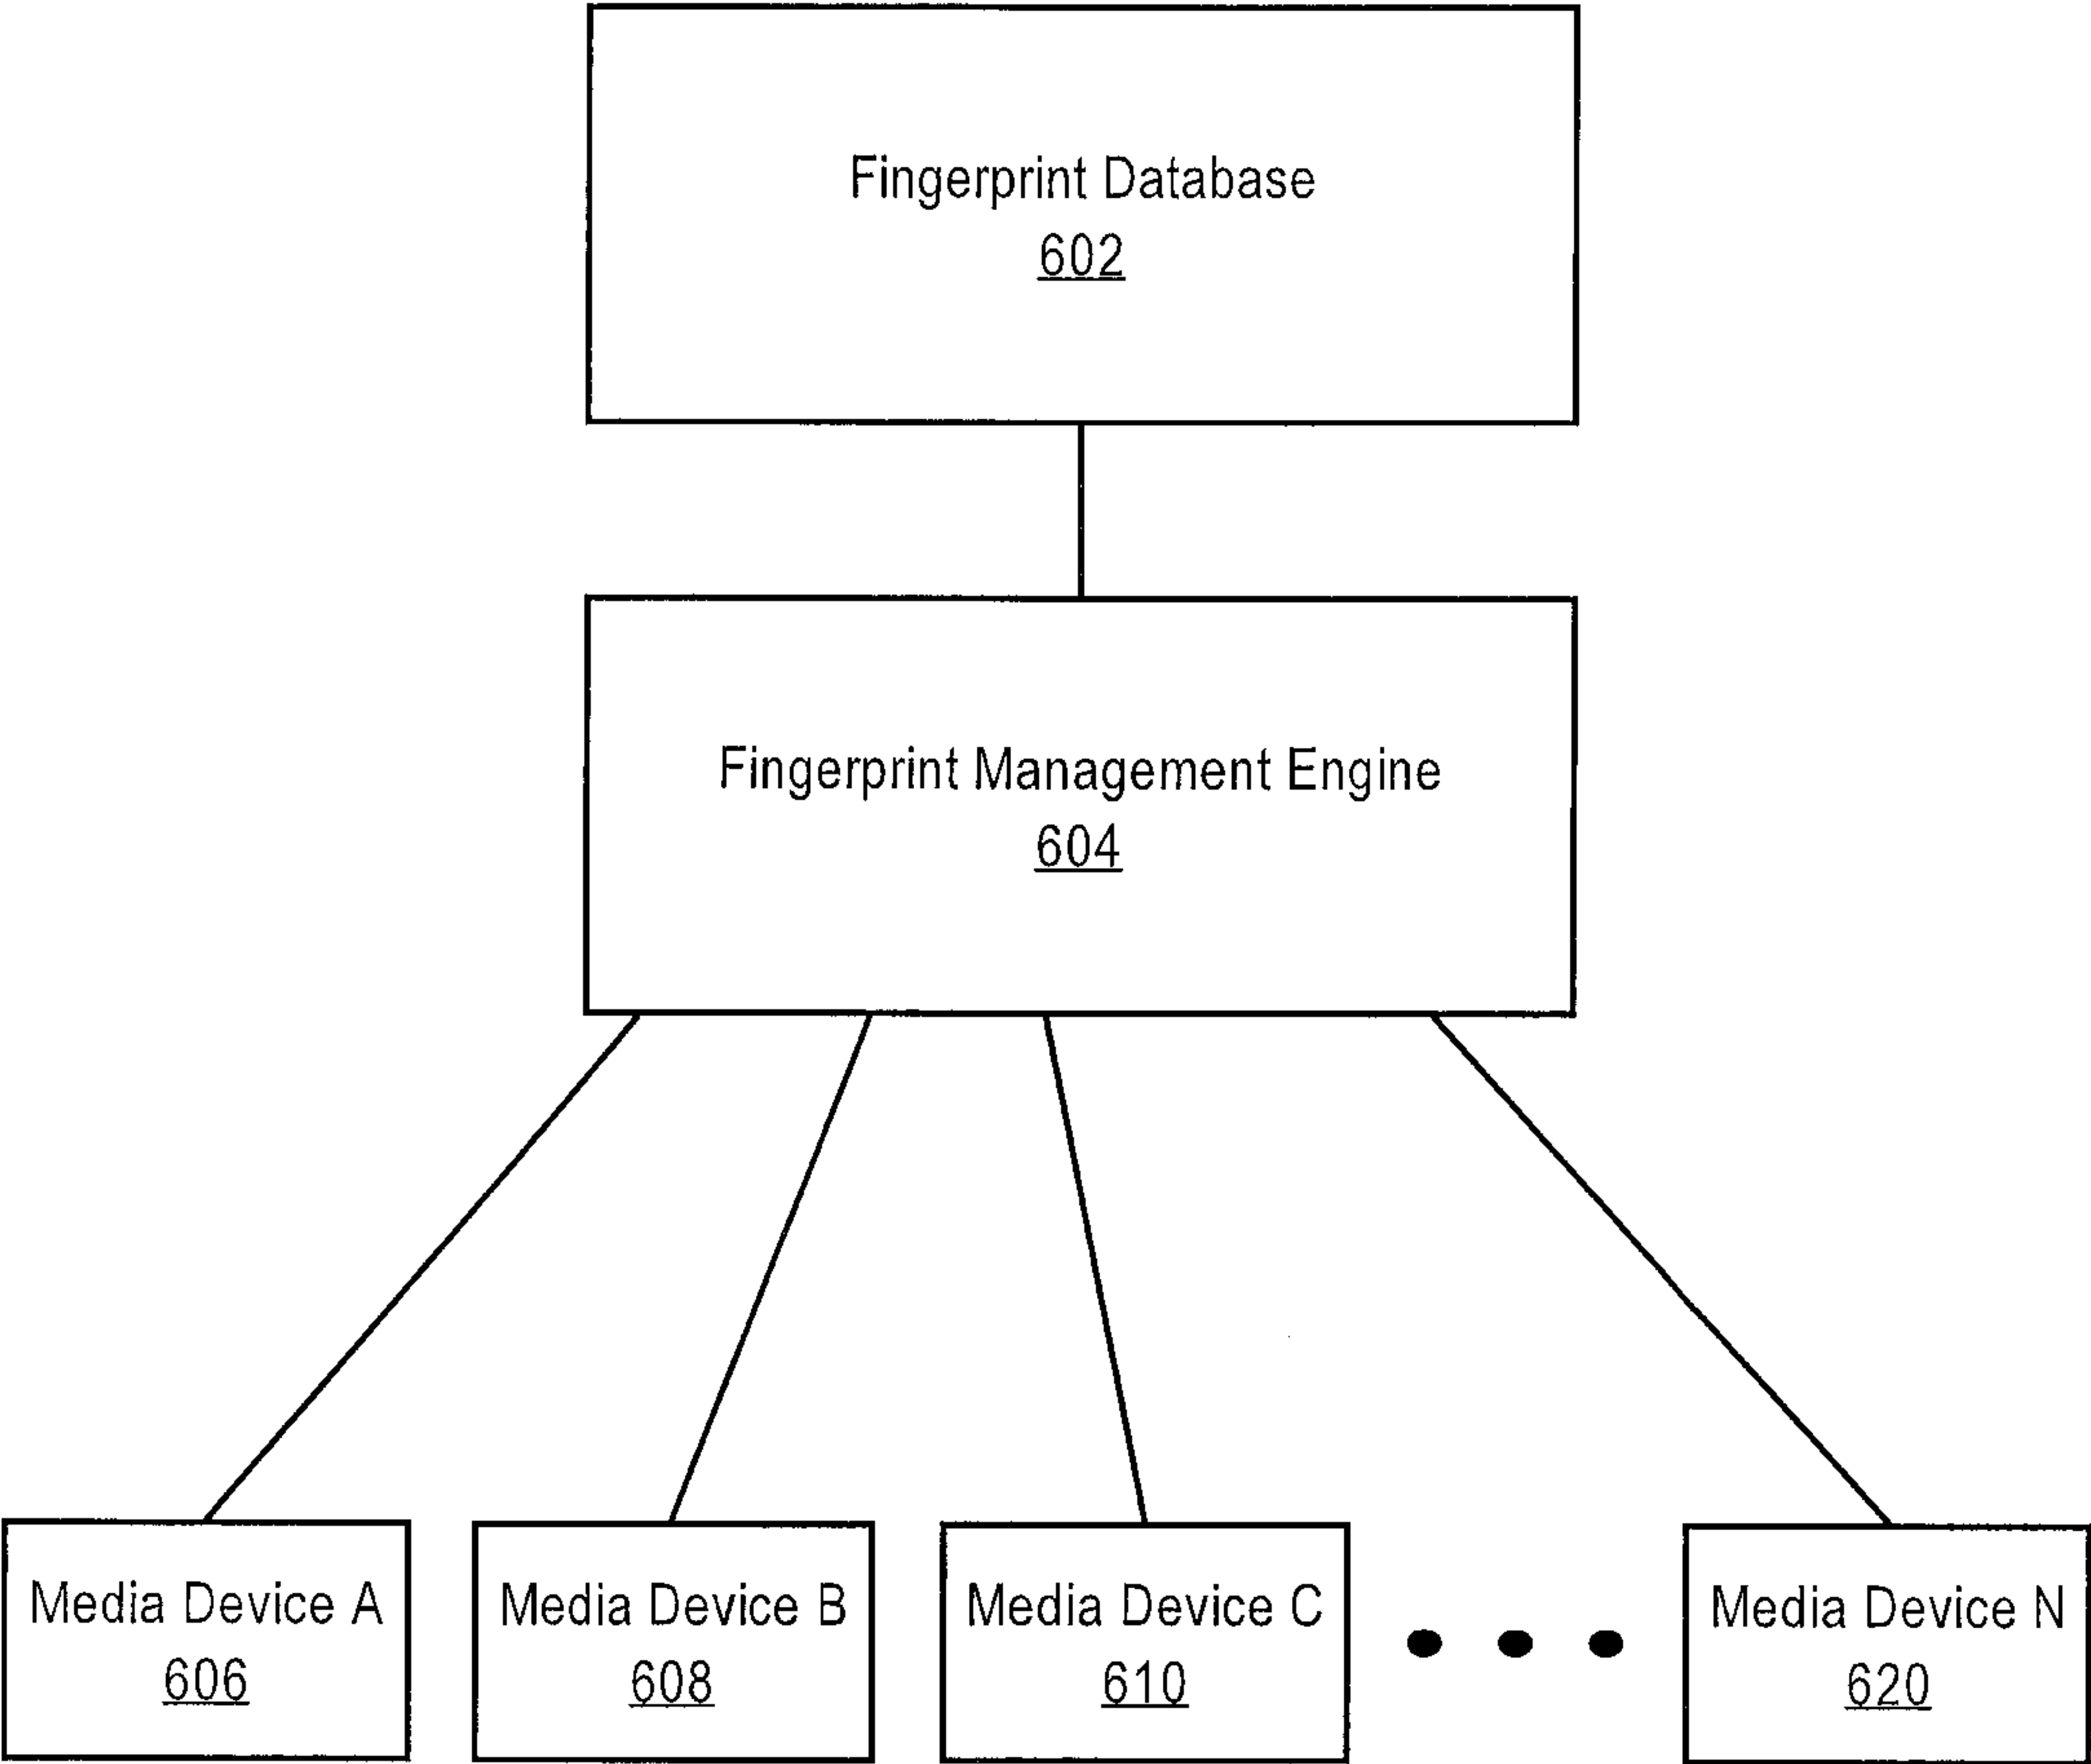 Fingerprint Database
602
Fingerprint Management Engine
604
Media Device A
606
Media Device B
608
Media Device C
610
Media Device N
620